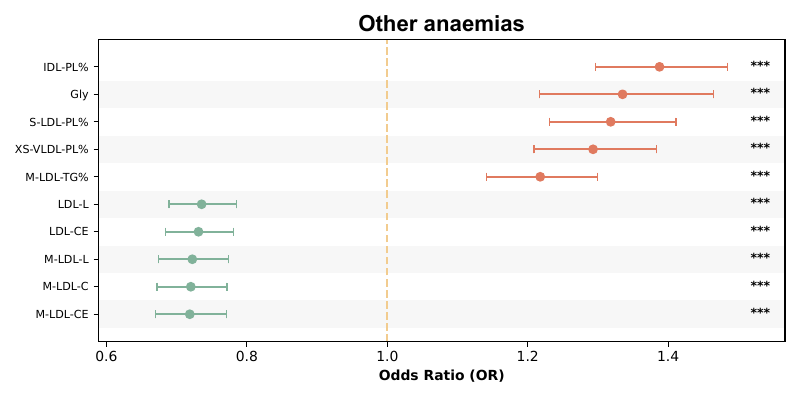 Other anaemias
IDL-PL% ***
Gly ***
S-LDL-PL% ***
XS-VLDL-PL% ***
M-LDL-TG% ***
LDL-L ***
LDL-CE ***
M-LDL-L ***
M-LDL-C ***
M-LDL-CE ***
0.6 0.8 1.0 1.2 1.4
Odds Ratio (OR)